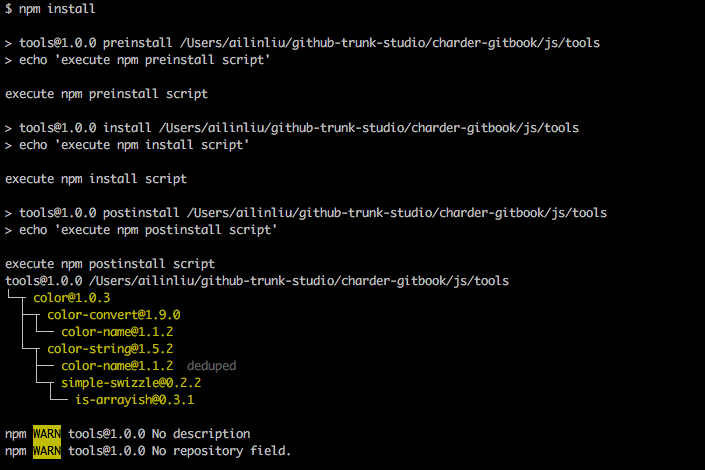 $ npm install
> tools@1.0.0 preinstall /Users/ailinliu/github-trunk-studio/charder-gitbook/js/tools
> echo 'execute npm preinstall script'
execute npm preinstall script
> tools@1.0.0 install /Users/ailinliu/github-trunk-studio/charder-gitbook/js/tools
> echo 'execute npm install script'
execute npm install script
> tools@1.0.0 postinstall /Users/ailinliu/github-trunk-studio/charder-gitbook/js/tools
> echo 'execute npm postinstall script'
execute npm postinstall script
tools@1.0.0 /Users/ailinliu/github-trunk-studio/charder-gitbook/js/tools
└─┬ color@1.0.3
  ├─┬ color-convert@1.9.0
  │ └── color-name@1.1.2
  └─┬ color-string@1.5.2
    ├── color-name@1.1.2  deduped
    └─┬ simple-swizzle@0.2.2
      └── is-arrayish@0.3.1
npm WARN tools@1.0.0 No description
npm WARN tools@1.0.0 No repository field.